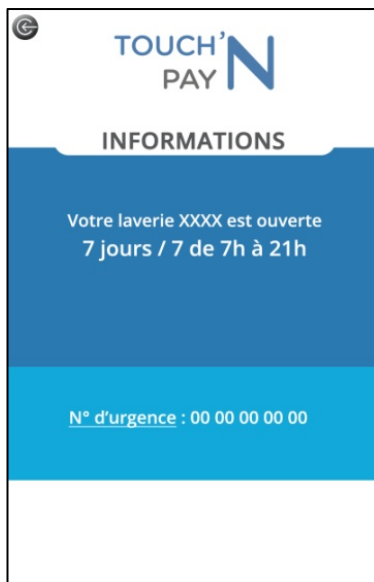 TOUCH'N
PAY
INFORMATIONS
Votre laverie XXXX est ouverte
7 jours / 7 de 7h à 21h
N° d'urgence : 00 00 00 00 00